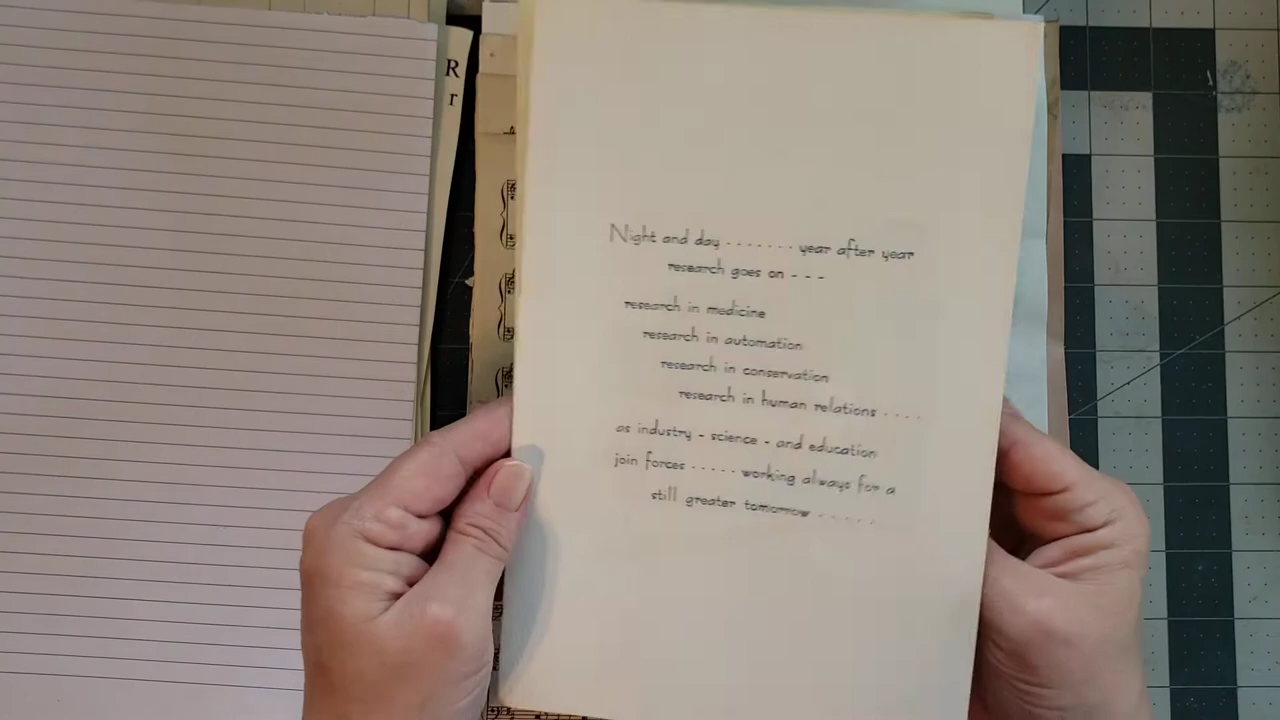 R
r
Night and day . . . . . . . year after year
research goes on - - -
research in medicine
research in automation
research in conservation
research in human relations . . . .
as industry - science - and education
join forces . . . . . working always for a
still greater tomorrow . . . . .